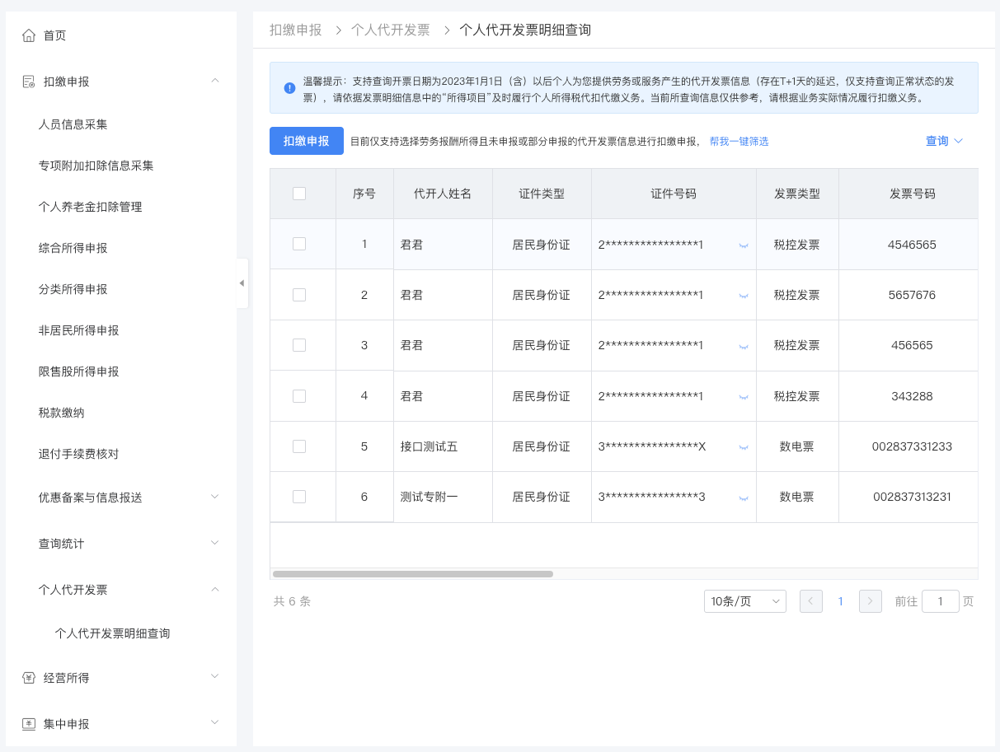 首页
扣缴申报
人员信息采集
专项附加扣除信息采集
个人养老金扣除管理
综合所得申报
分类所得申报
非居民所得申报
限售股所得申报
税款缴纳
退付手续费核对
优惠备案与信息报送
查询统计
个人代开发票
个人代开发票明细查询
经营所得
集中申报
扣缴申报 > 个人代开发票 > 个人代开发票明细查询
温馨提示：支持查询开票日期为2023年1月1日（含）以后个人为您提供劳务或服务产生的代开发票信息（存在T+1天的延迟，仅支持查询正常状态的发
票），请依据发票明细信息中的“所得项目”及时履行个人所得税代扣代缴义务。当前所查询信息仅供参考，请根据业务实际情况履行扣缴义务。
扣缴申报 目前仅支持选择劳务报酬所得且未申报或部分申报的代开发票信息进行扣缴申报， 帮我一键筛选 查询
序号 代开人姓名 证件类型 证件号码 发票类型 发票号码
1 君君 居民身份证 2****************1 税控发票 4546565
2 君君 居民身份证 2****************1 税控发票 5657676
3 君君 居民身份证 2****************1 税控发票 456565
4 君君 居民身份证 2****************1 税控发票 343288
5 接口测试五 居民身份证 3****************X 数电票 002837331233
6 测试专附一 居民身份证 3****************3 数电票 002837313231
共 6 条 10条/页 1 前往 1 页